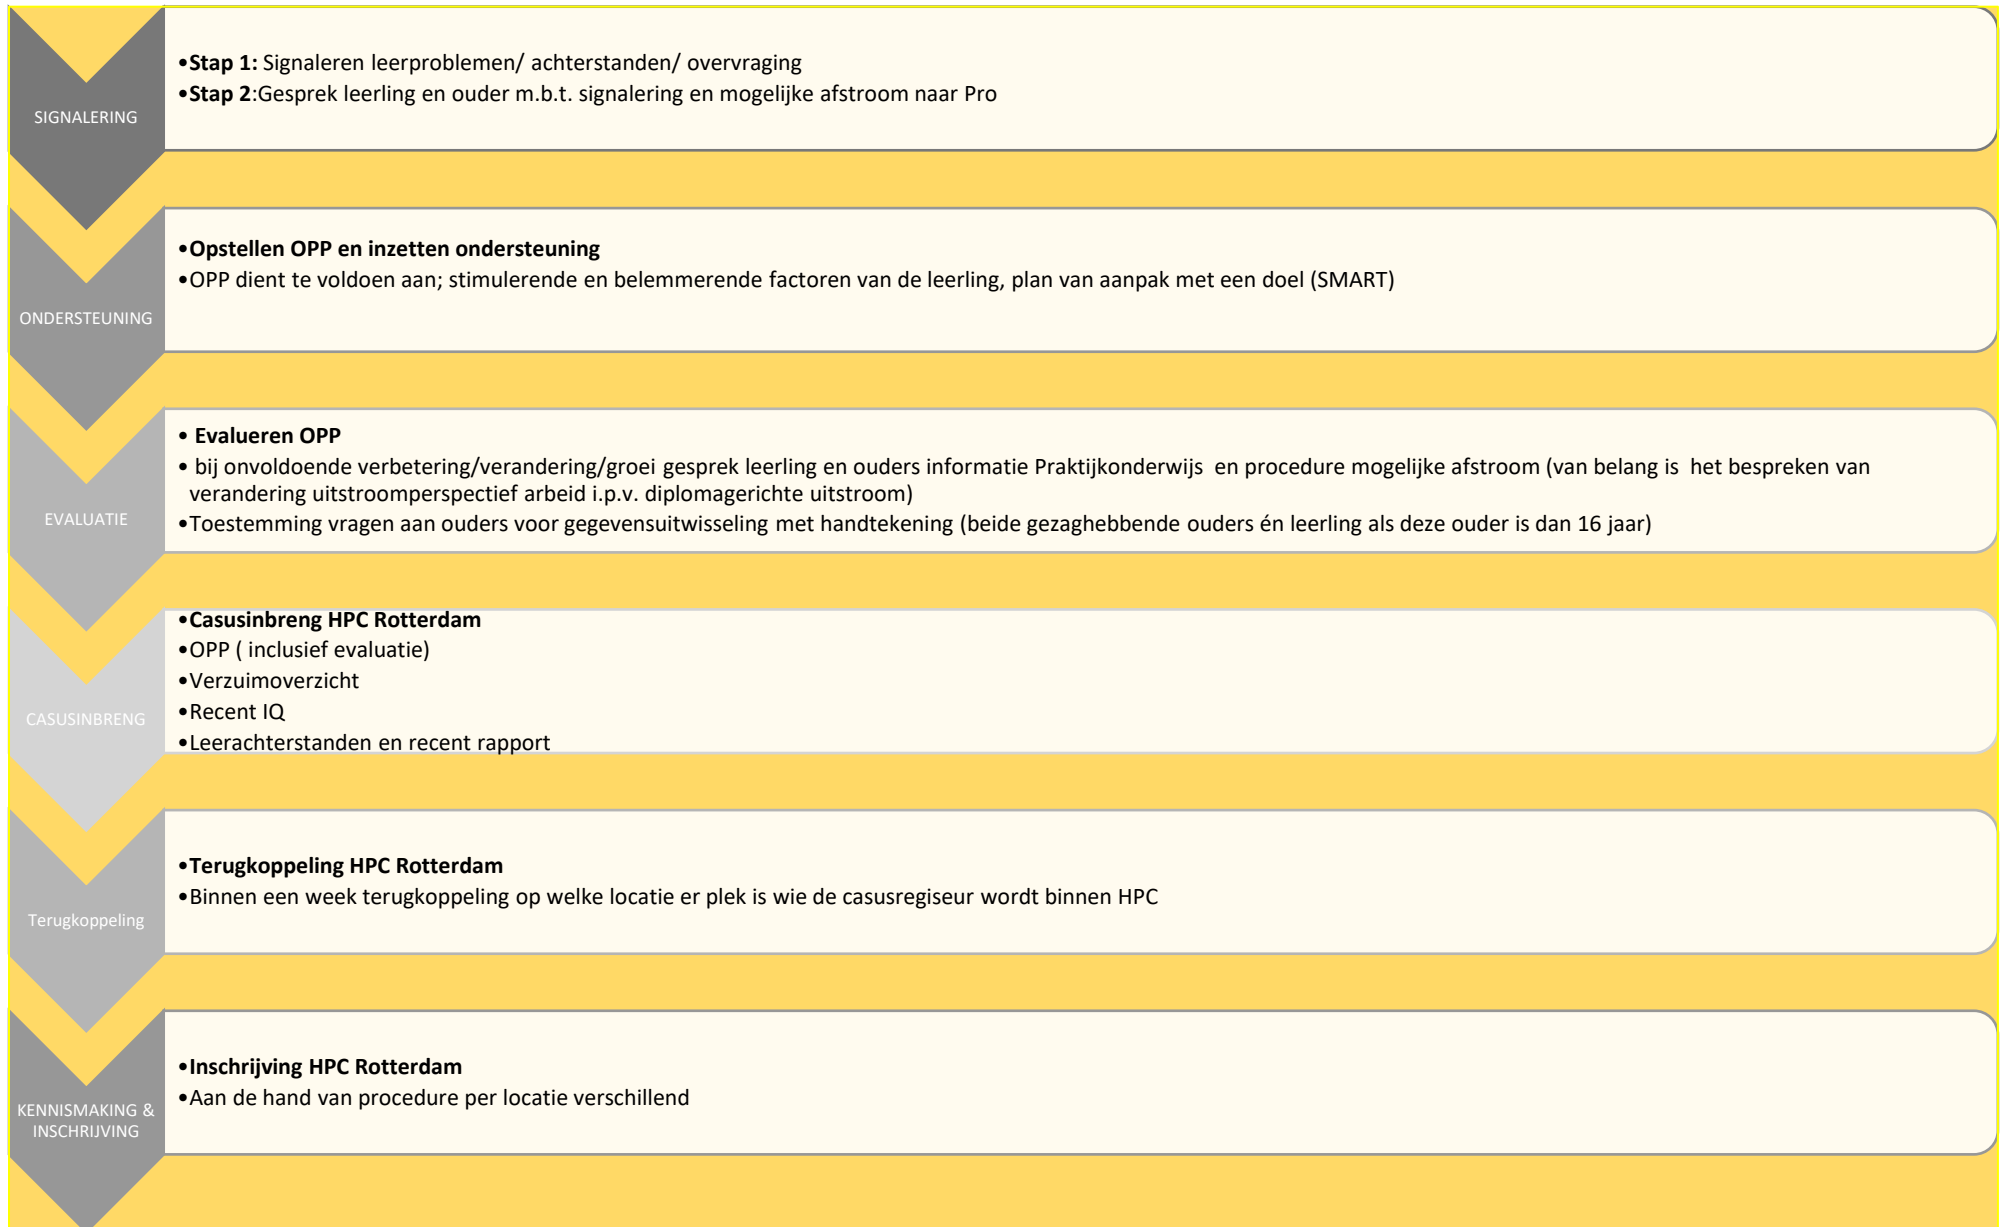 SIGNALERING
•Stap 1: Signaleren leerproblemen/ achterstanden/ overvraging
•Stap 2:Gesprek leerling en ouder m.b.t. signalering en mogelijke afstroom naar Pro
ONDERSTEUNING
•Opstellen OPP en inzetten ondersteuning
•OPP dient te voldoen aan; stimulerende en belemmerende factoren van de leerling, plan van aanpak met een doel (SMART)
EVALUATIE
• Evalueren OPP
• bij onvoldoende verbetering/verandering/groei gesprek leerling en ouders informatie Praktijkonderwijs en procedure mogelijke afstroom (van belang is het bespreken van
verandering uitstroomperspectief arbeid i.p.v. diplomagerichte uitstroom)
•Toestemming vragen aan ouders voor gegevensuitwisseling met handtekening (beide gezaghebbende ouders én leerling als deze ouder is dan 16 jaar)
CASUSINBRENG
•Casusinbreng HPC Rotterdam
•OPP ( inclusief evaluatie)
•Verzuimoverzicht
•Recent IQ
•Leerachterstanden en recent rapport
Terugkoppeling
•Terugkoppeling HPC Rotterdam
•Binnen een week terugkoppeling op welke locatie er plek is wie de casusregiseur wordt binnen HPC
KENNISMAKING &
INSCHRIJVING
•Inschrijving HPC Rotterdam
•Aan de hand van procedure per locatie verschillend